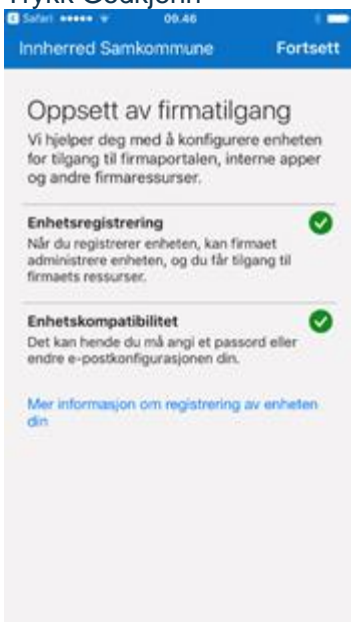 Trykk Godkjenn
Safari 09.46
Innherred Samkommune Fortsett
Oppsett av firmatilgang
Vi hjelper deg med å konfigurere enheten
for tilgang til firmaportalen, interne apper
og andre firmaressurser.
Enhetsregistrering
Når du registrerer enheten, kan firmaet
administrere enheten, og du får tilgang til
firmaets ressurser.
Enhetskompatibilitet
Det kan hende du må angi et passord eller
endre e-postkonfigurasjonen din.
Mer informasjon om registrering av enheten
din